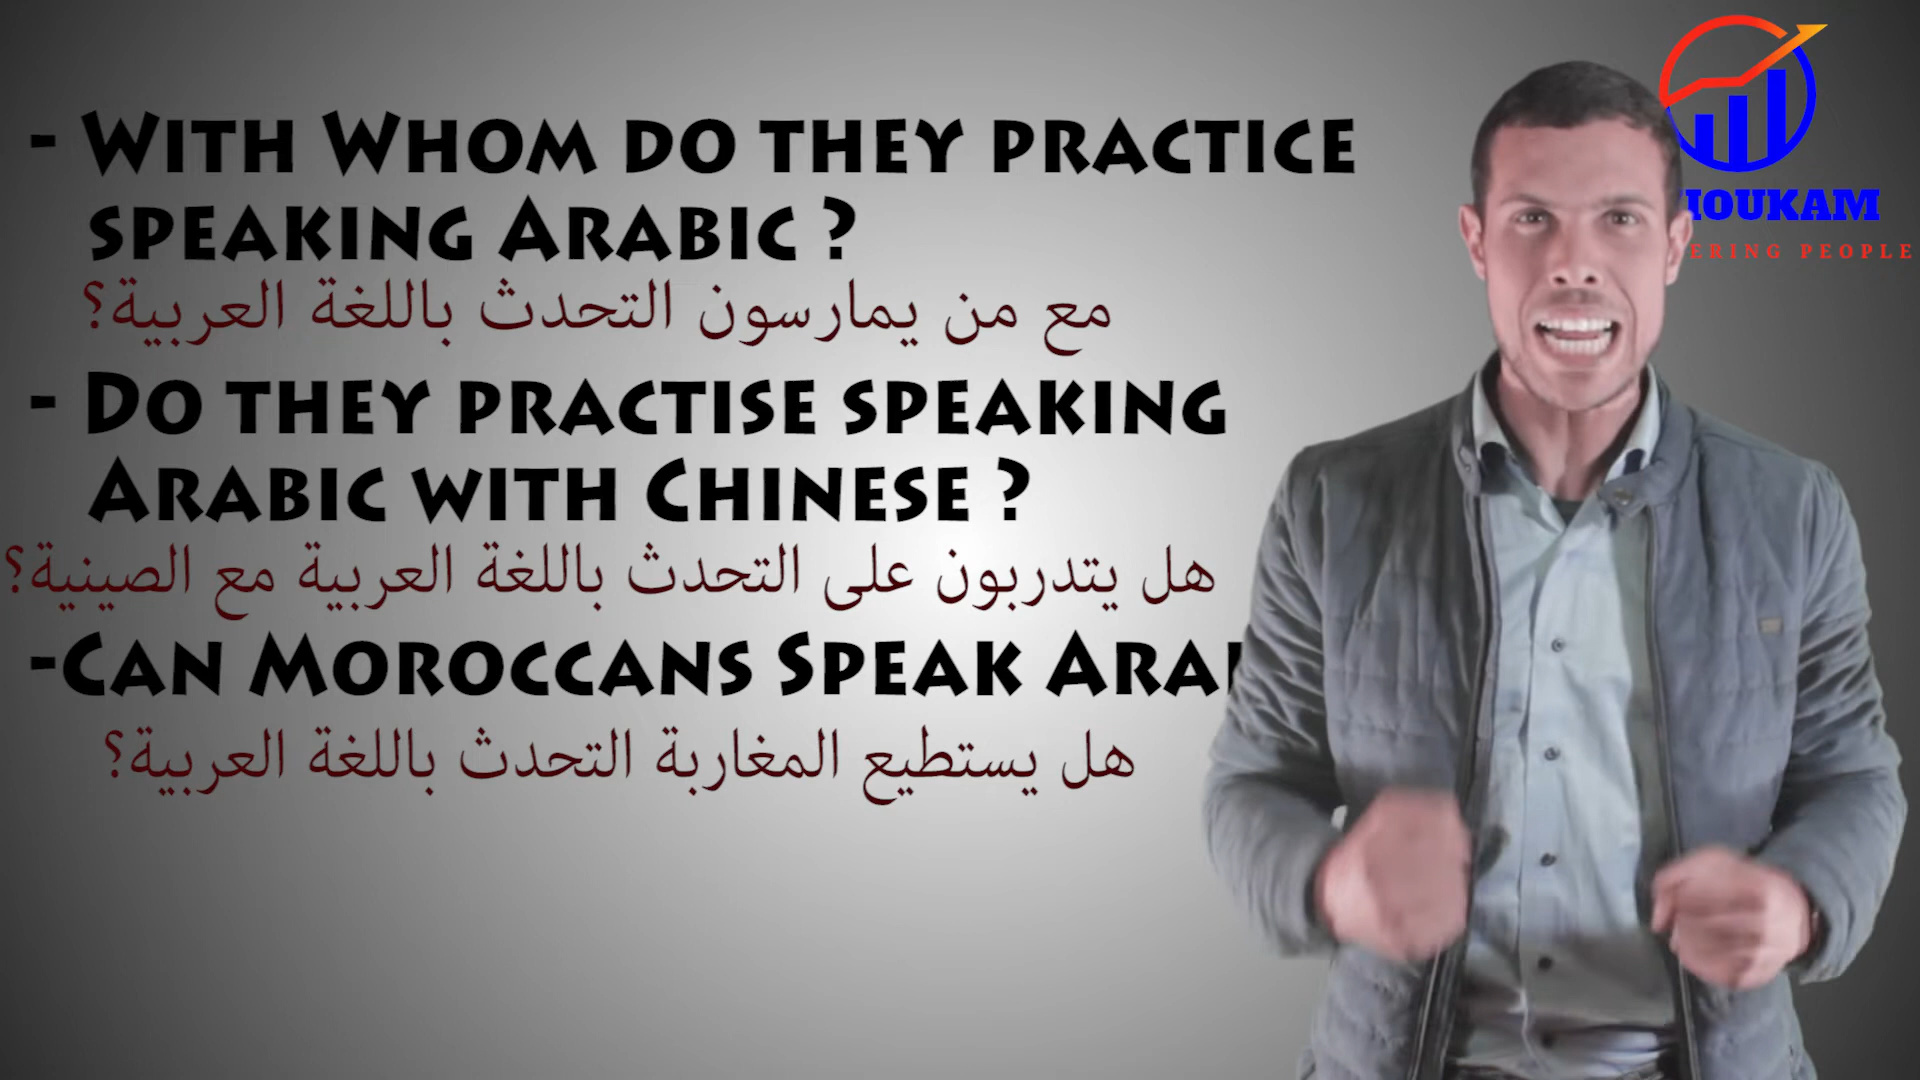 - With Whom do they practice
speaking Arabic ?
مع من يمارسون التحدث باللغة العربية؟
- Do they practise speaking
Arabic with Chinese ?
هل يتدربون على التحدث باللغة العربية مع الصينية؟
-Can Moroccans Speak
هل يستطيع المغاربة التحدث باللغة العربية؟
PEOPLE